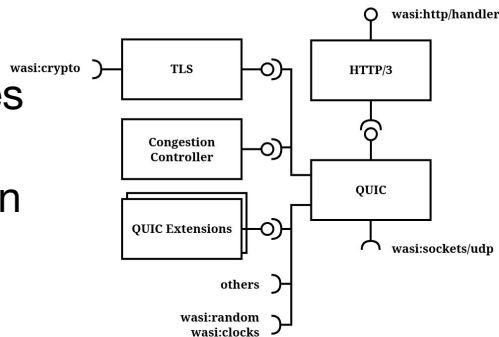 wasi:http/handler
wasi:crypto
TLS
HTTP/3
es
Congestion
Controller
n
QUIC
QUIC Extensions
wasi:sockets/udp
others
wasi:random
wasi:clocks